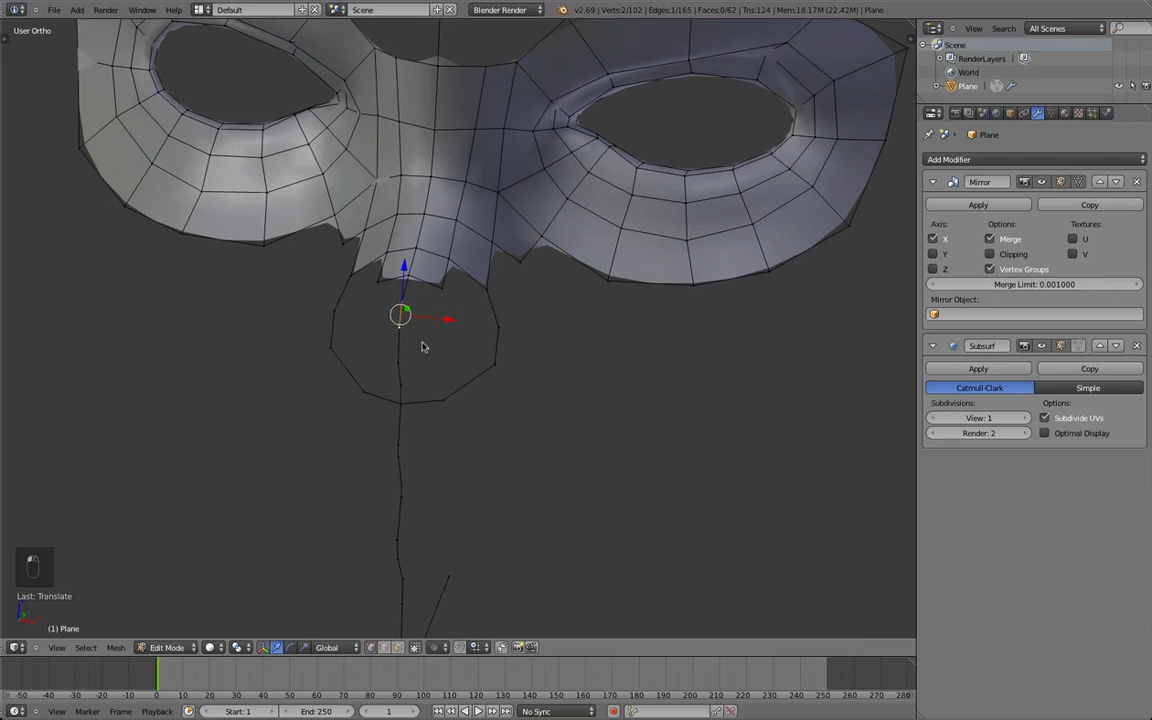 File Add Render Window Help Default Scene Blender Render v2.69 | Verts:2/102 | Edges:1/165 | Faces:0/62 | Tris:124 | Mem:18.17M (22.42M) | Plane
User Ortho
View Search All Scenes
Scene
RenderLayers
World
Plane
Plane
Add Modifier
Mirror
Apply Copy
Axis: Options: Textures:
X Merge U
Y Clipping V
Z Vertex Groups
Merge Limit: 0.001000
Mirror Object:
Subsurf
Apply Copy
Catmull-Clark Simple
Subdivisions: Options:
View: 1 Subdivide UVs
Render: 2 Optimal Display
Last: Translate
(1) Plane
View Select Mesh Edit Mode Global
-50 -40 -30 -20 -10 0 10 20 30 40 50 60 70 80 90 100 110 120 130 140 150 160 170 180 190 200 210 220 230 240 250 260 270 280
View Marker Frame Playback Start: 1 End: 250 1 No Sync